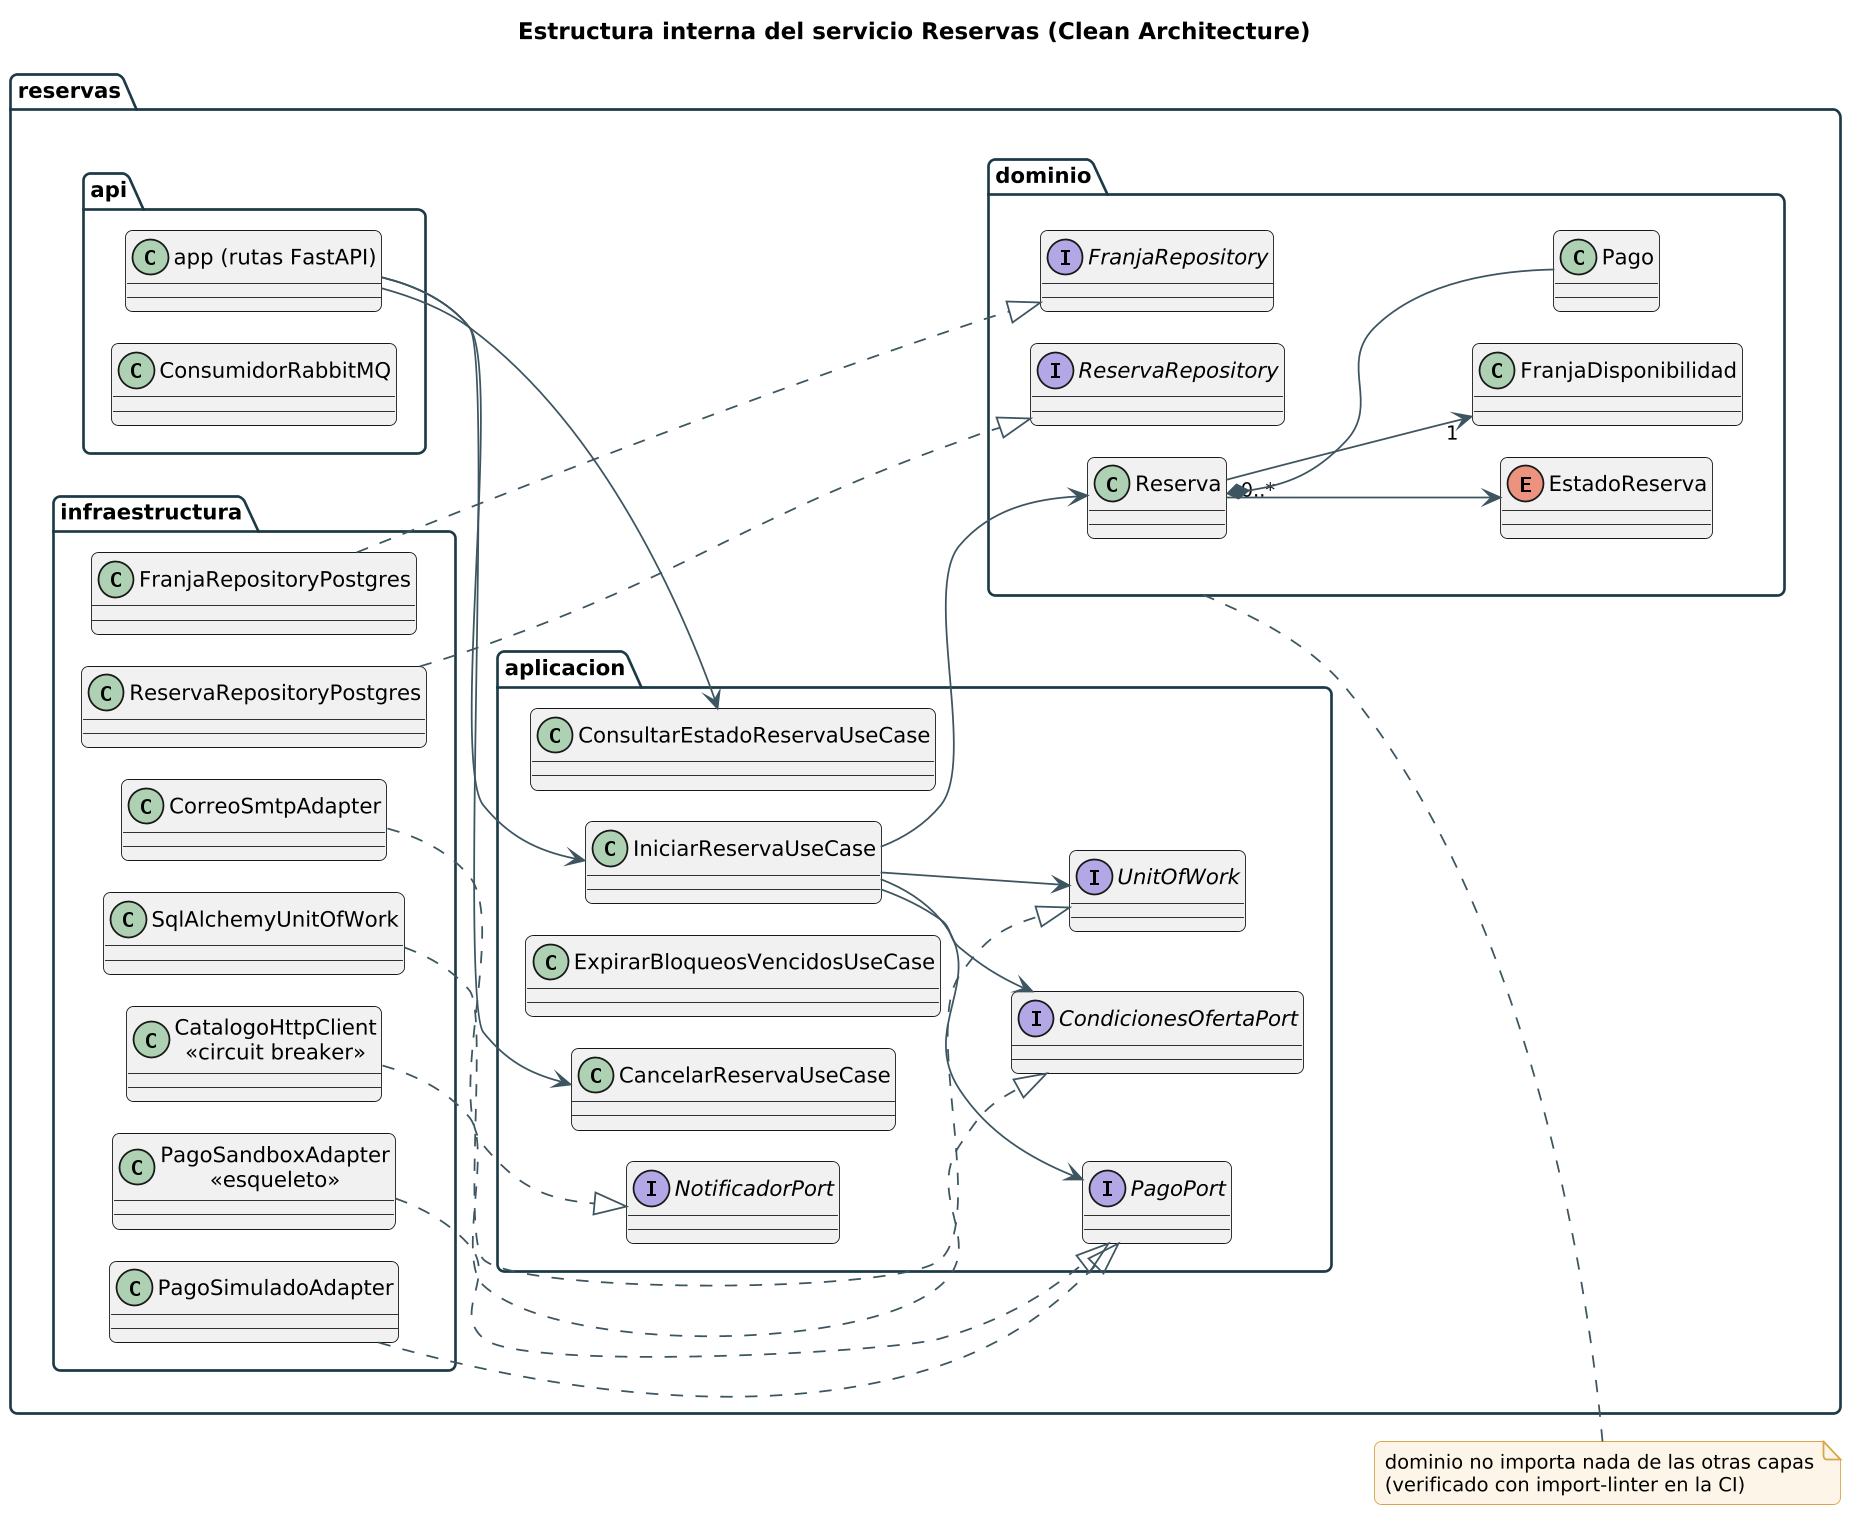 Estructura interna del servicio Reservas (Clean Architecture)
reservas
api
C app (rutas FastAPI)
C ConsumidorRabbitMQ
dominio
I FranjaRepository
C Pago
I ReservaRepository
C FranjaDisponibilidad
1
C Reserva
0..*
E EstadoReserva
infraestructura
C FranjaRepositoryPostgres
C ReservaRepositoryPostgres
C CorreoSmtpAdapter
C SqlAlchemyUnitOfWork
C CatalogoHttpClient
«circuit breaker»
C PagoSandboxAdapter
«esqueleto»
C PagoSimuladoAdapter
aplicacion
C ConsultarEstadoReservaUseCase
C IniciarReservaUseCase
I UnitOfWork
C ExpirarBloqueosVencidosUseCase
I CondicionesOfertaPort
C CancelarReservaUseCase
I NotificadorPort
I PagoPort
dominio no importa nada de las otras capas
(verificado con import-linter en la CI)